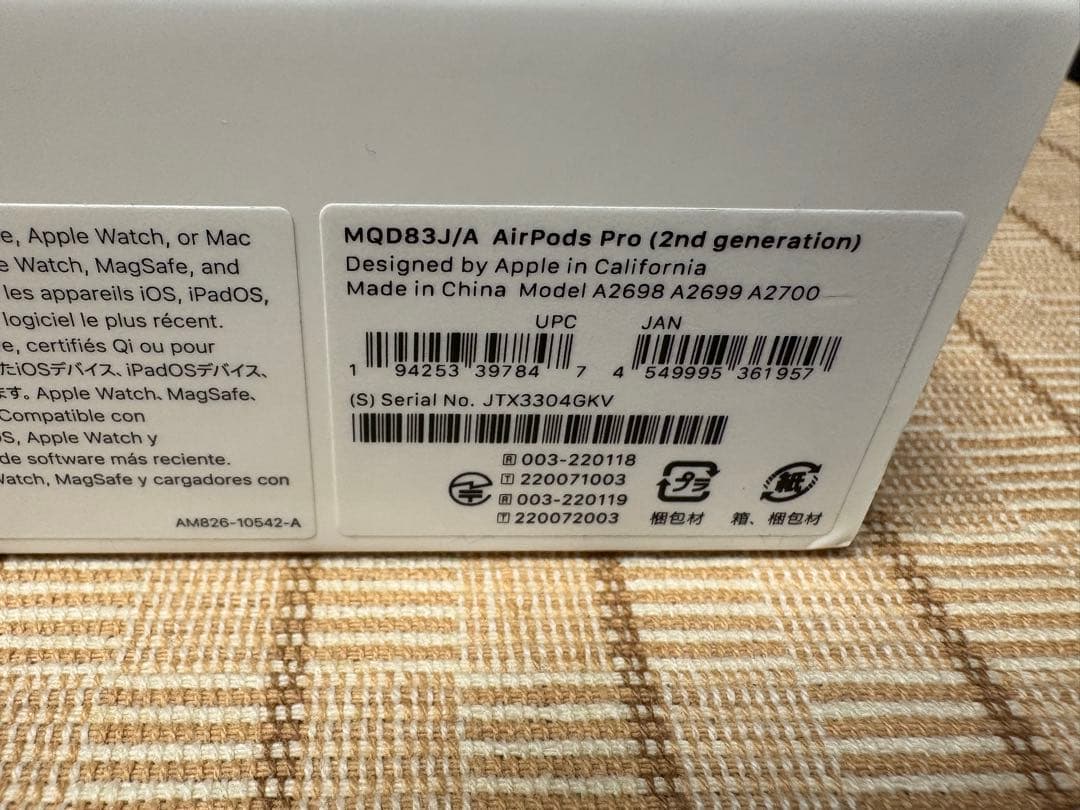 e, Apple Watch, or Mac
e Watch, MagSafe, and
les appareils iOS, iPadOS,
logiciel le plus récent.
e, certifiés Qi ou pour
たiOSデバイス、iPadOSデバイス、
ます。Apple Watch、MagSafe、
Compatible con
S, Apple Watch y
de software más reciente.
Watch, MagSafe y cargadores con
AM826-10542-A
MQD83J/A AirPods Pro (2nd generation)
Designed by Apple in California
Made in China Model A2698 A2699 A2700
UPC JAN
1 94253 39784 7 4 549995 361957
(S) Serial No. JTX3304GKV
R 003-220118
T 220071003
R 003-220119
T 220072003
プラ 紙
梱包材 箱、梱包材